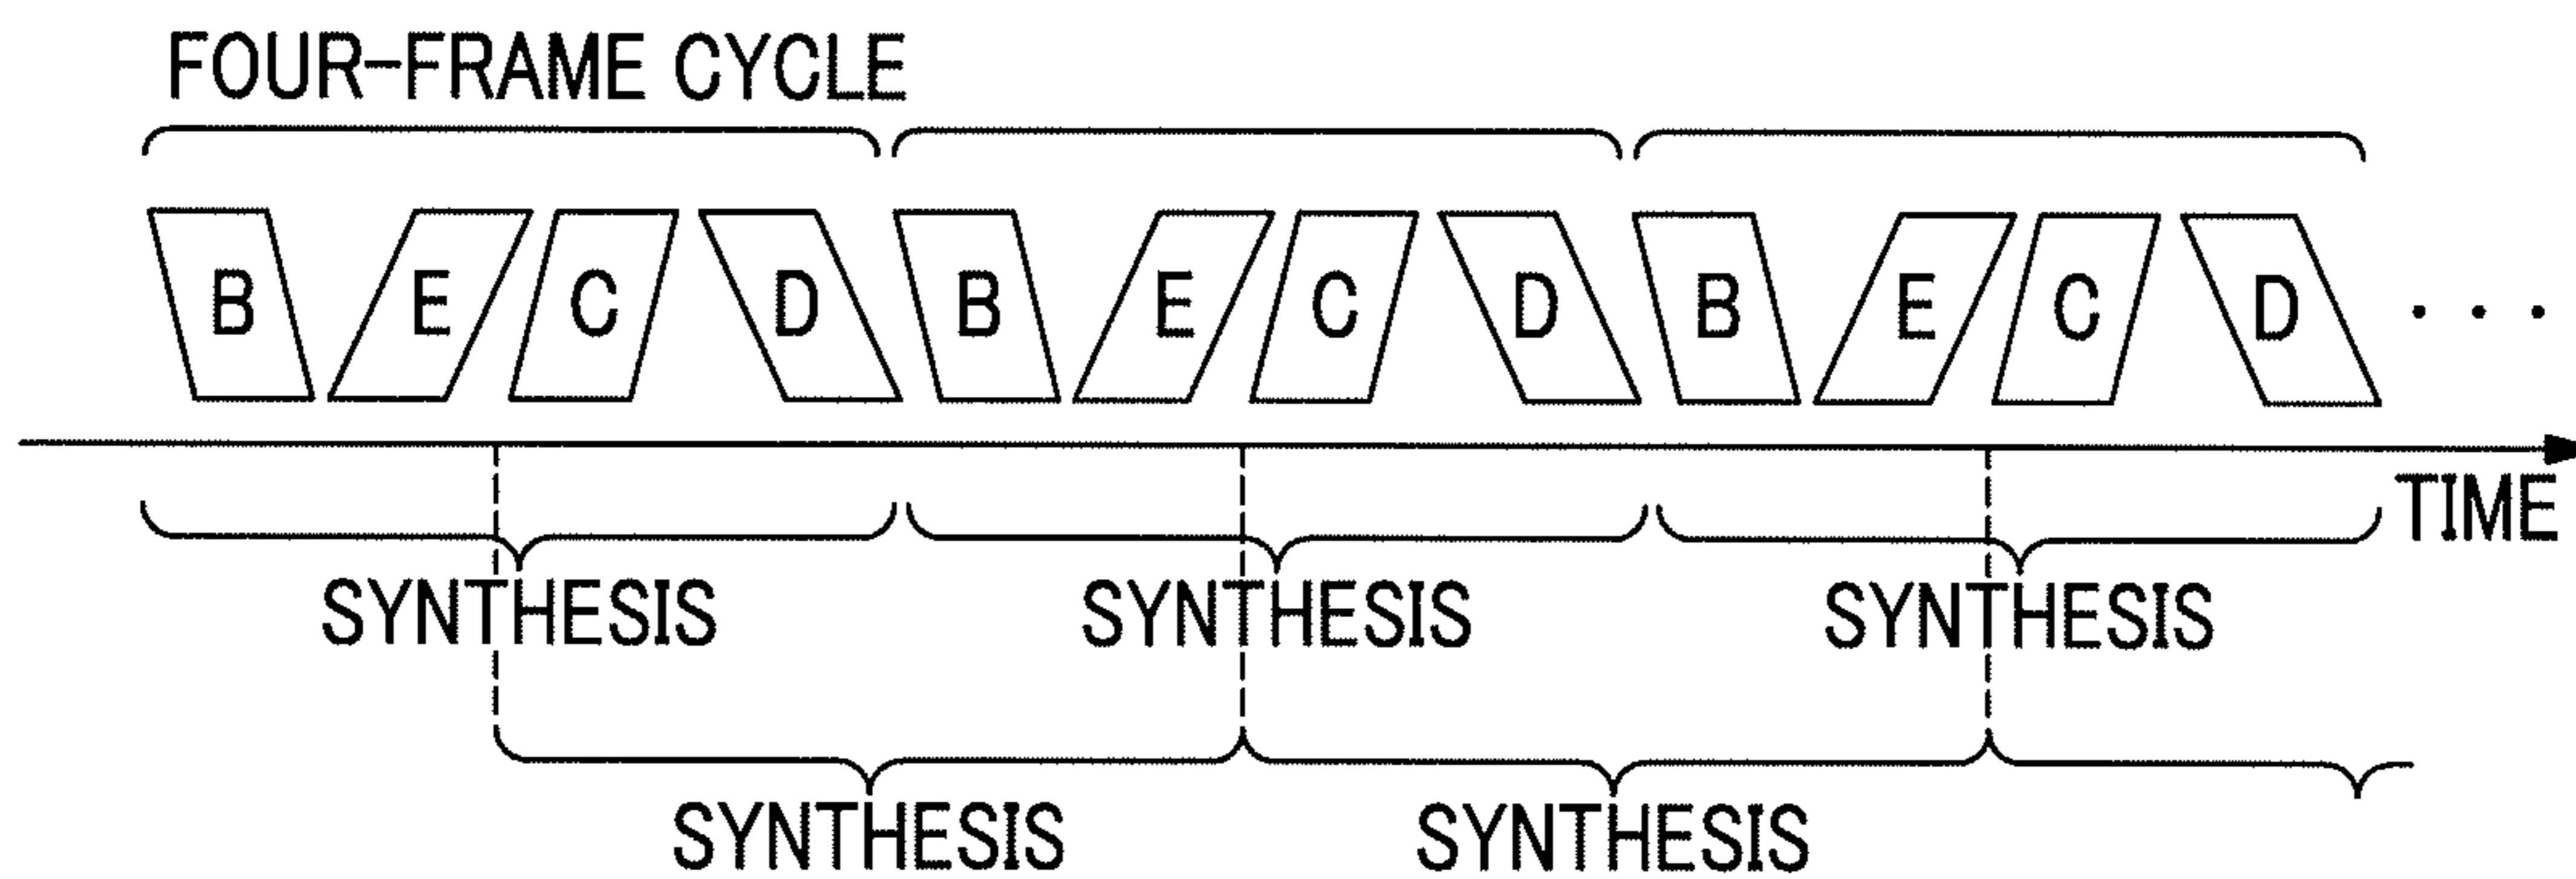 FOUR-FRAME CYCLE
B E C D B E C D B E C D ...
TIME
SYNTHESIS SYNTHESIS SYNTHESIS
SYNTHESIS SYNTHESIS